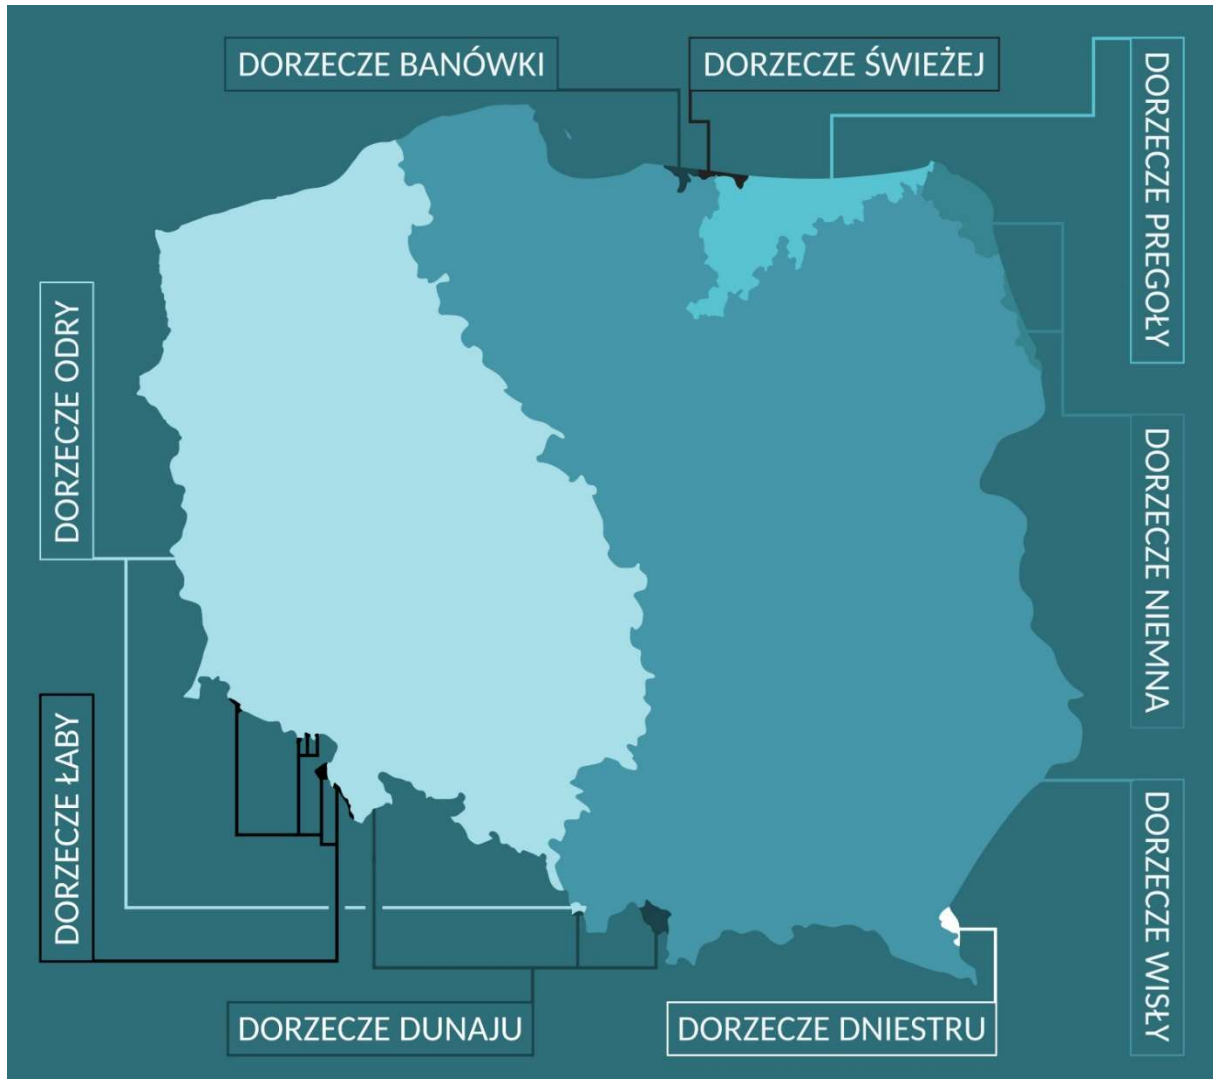 DORZECZE BANÓWKI
DORZECZE ŚWIEŻEJ
DORZECZE PREGOŁY
DORZECZE ODRY
DORZECZE NIEMNA
DORZECZE ŁABY
DORZECZE WISŁY
DORZECZE DUNAJU
DORZECZE DNIESTRU